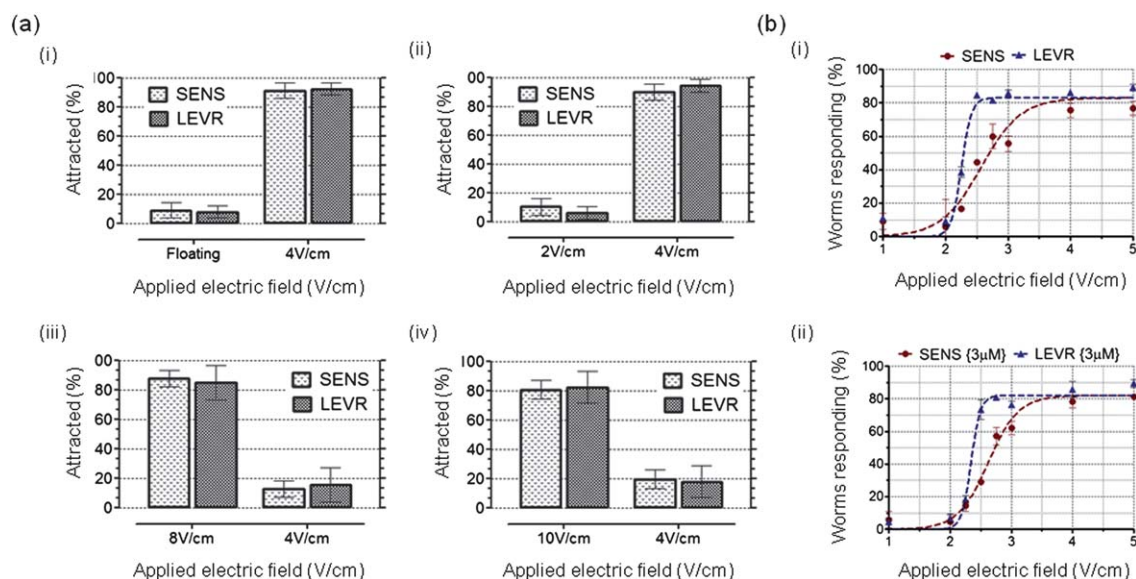 (a)
(i)
Attracted (%)
00
80
60
40
20
0
SENS
LEVR
Floating 4V/cm
Applied electric field (V/cm)
(ii)
Attracted (%)
00
80
60
40
20
0
SENS
LEVR
2V/cm 4V/cm
Applied electric field (V/cm)
(b)
(i)
SENS LEVR
Worms responding (%)
100
80
60
40
20
0
1 2 3 4 5
Applied electric field (V/cm)
(iii)
Attracted (%)
00
80
60
40
20
0
SENS
LEVR
8V/cm 4V/cm
Applied electric field (V/cm)
(iv)
Attracted (%)
100
80
60
40
20
0
SENS
LEVR
10V/cm 4V/cm
Applied electric field (V/cm)
(ii)
SENS {3µM} LEVR {3µM}
Worms responding (%)
100
80
60
40
20
0
1 2 3 4 5
Applied electric field (V/cm)